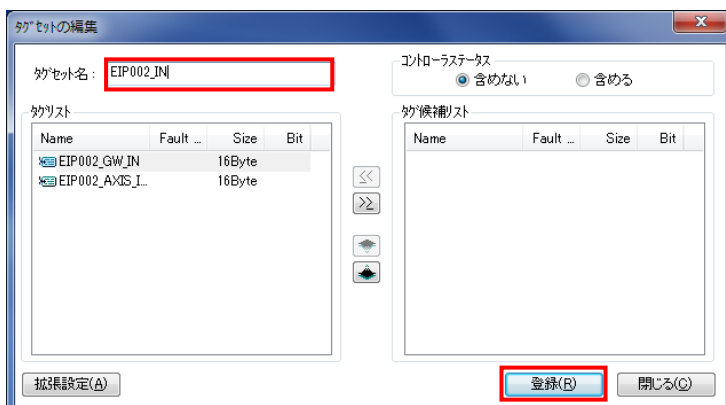 タグセットの編集
タグセット名: EIP002_IN
コントローラステータス
含めない 含める
タグリスト
Name Fault ... Size Bit
EIP002_GW_IN 16Byte
EIP002_AXIS_I... 16Byte
タグ候補リスト
Name Fault ... Size Bit
<<
>>
拡張設定(A)
登録(R) 閉じる(C)